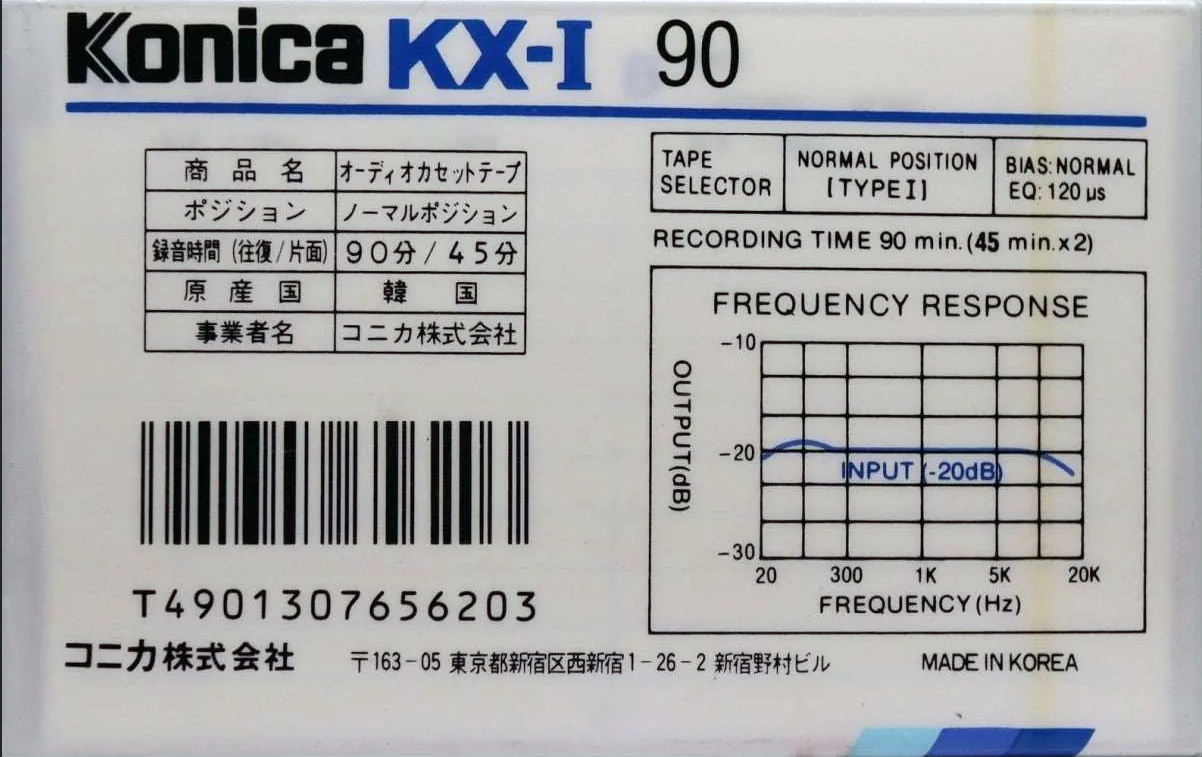 Konica KX-I 90
商品名 オーディオカセットテープ
ポジション ノーマルポジション
録音時間（往復/片面） 90分/45分
原産国 韓国
事業者名 コニカ株式会社
TAPE SELECTOR
NORMAL POSITION
[TYPE I]
BIAS: NORMAL
EQ: 120 μs
RECORDING TIME 90 min. (45 min. x 2)
FREQUENCY RESPONSE
OUTPUT (dB)
-10
-20
-30
INPUT (-20dB)
20 300 1K 5K 20K
FREQUENCY (Hz)
T4901307656203
コニカ株式会社 〒163-05 東京都新宿区西新宿1-26-2 新宿野村ビル MADE IN KOREA